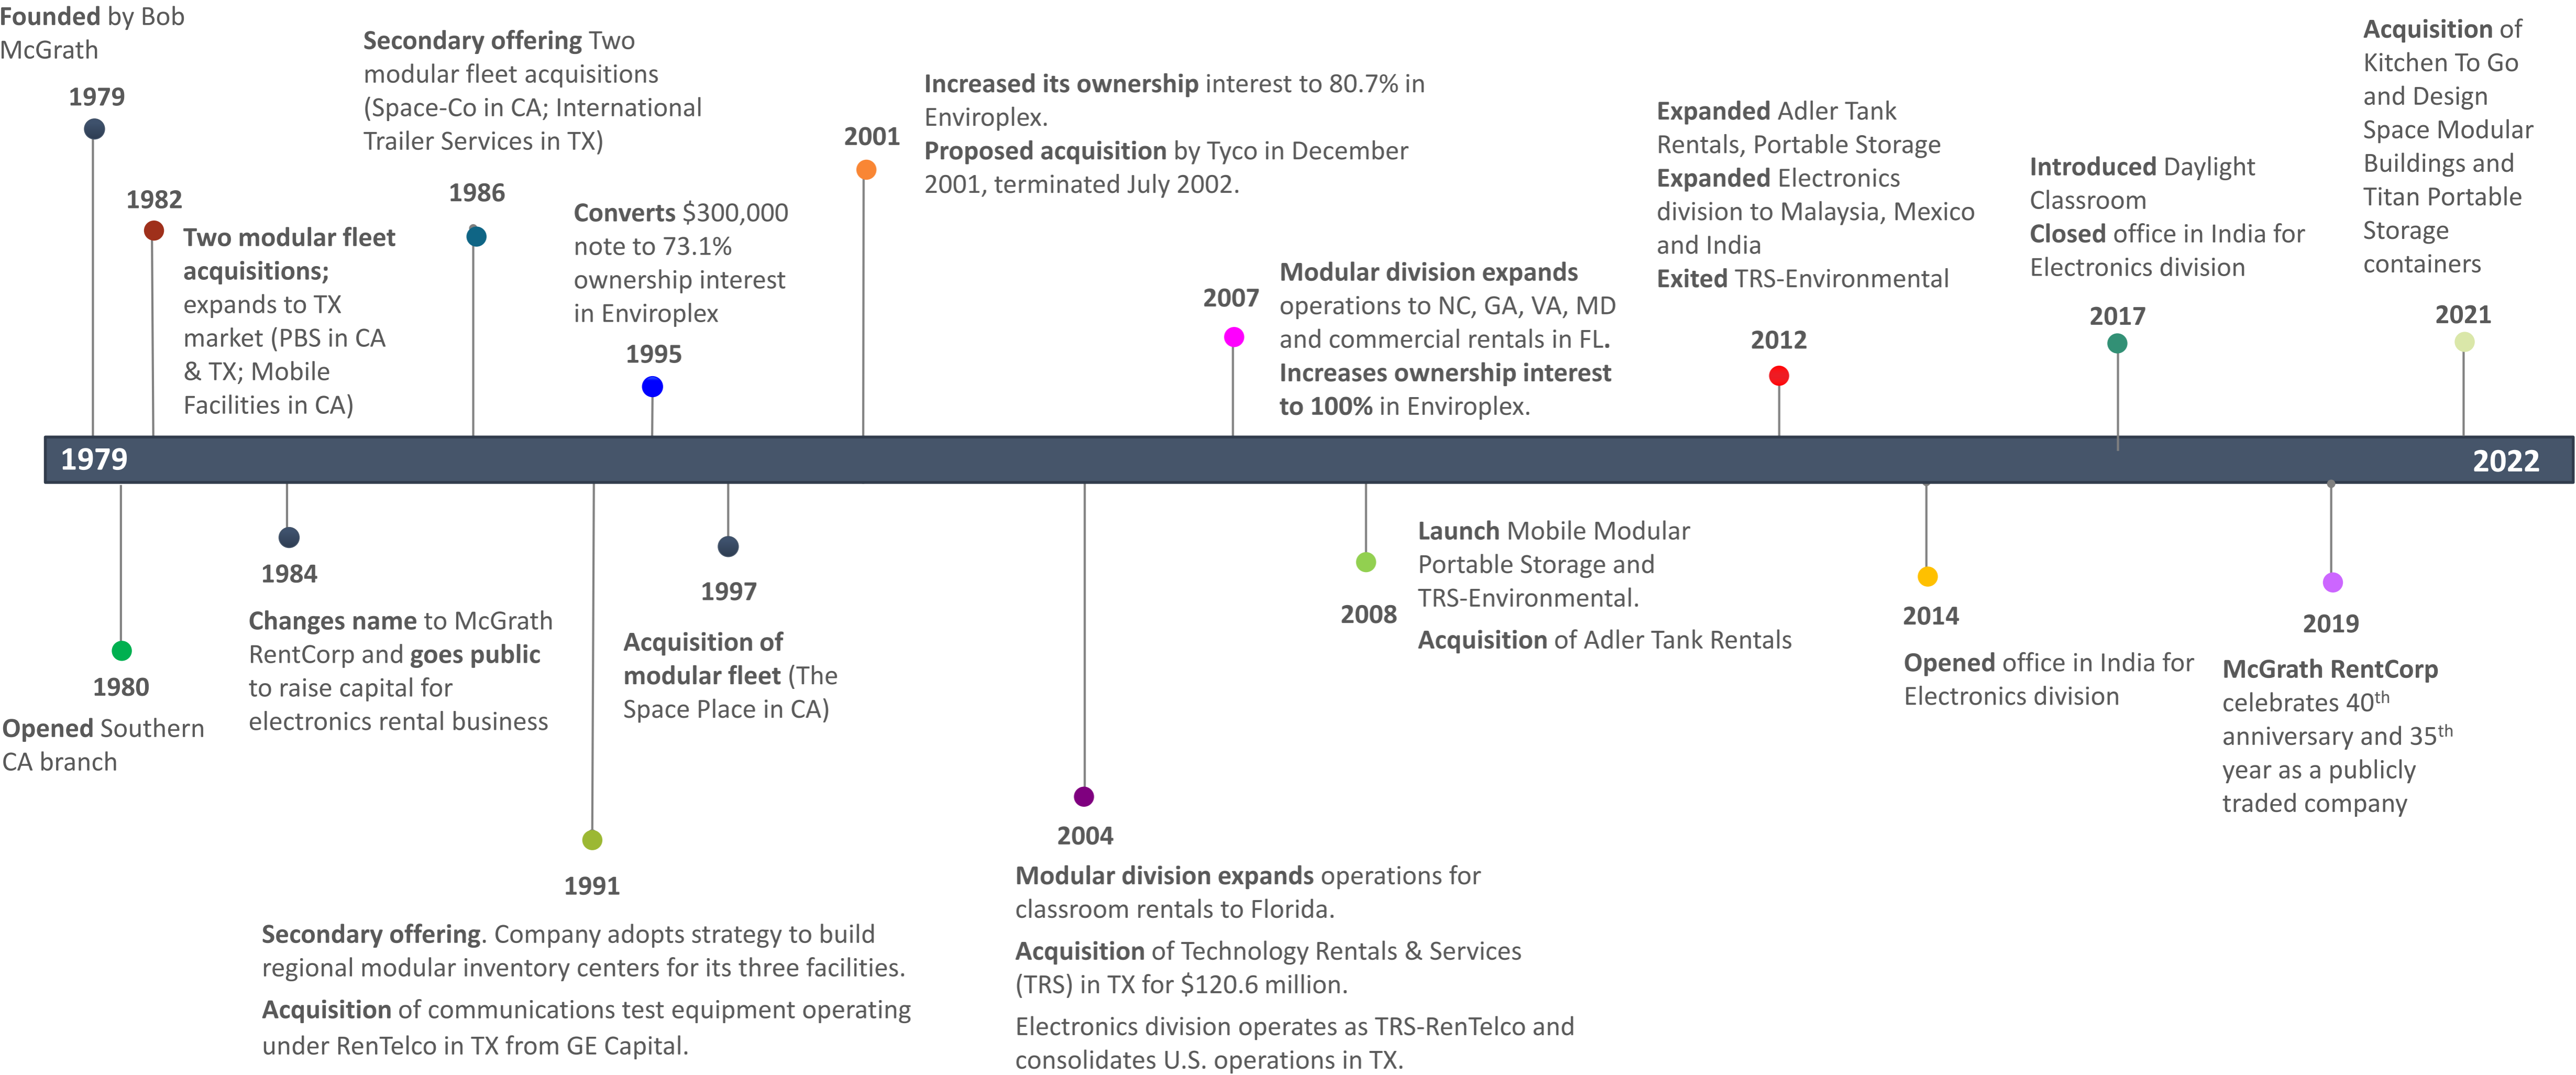 Founded by Bob
McGrath
1979
1982
Two modular fleet
acquisitions;
expands to TX
market (PBS in CA
& TX; Mobile
Facilities in CA)
Secondary offering Two
modular fleet acquisitions
(Space-Co in CA; International
Trailer Services in TX)
1986
Converts $300,000
note to 73.1%
ownership interest
in Enviroplex
1995
2001
Increased its ownership interest to 80.7% in
Enviroplex.
Proposed acquisition by Tyco in December
2001, terminated July 2002.
2007
Modular division expands
operations to NC, GA, VA, MD
and commercial rentals in FL.
Increases ownership interest
to 100% in Enviroplex.
Expanded Adler Tank
Rentals, Portable Storage
Expanded Electronics
division to Malaysia, Mexico
and India
Exited TRS-Environmental
2012
Introduced Daylight
Classroom
Closed office in India for
Electronics division
2017
Acquisition of
Kitchen To Go
and Design
Space Modular
Buildings and
Titan Portable
Storage
containers
2021
1979
2022
1980
Opened Southern
CA branch
1984
Changes name to McGrath
RentCorp and goes public
to raise capital for
electronics rental business
1991
Secondary offering. Company adopts strategy to build
regional modular inventory centers for its three facilities.
Acquisition of communications test equipment operating
under RenTelco in TX from GE Capital.
1997
Acquisition of
modular fleet (The
Space Place in CA)
2004
Modular division expands operations for
classroom rentals to Florida.
Acquisition of Technology Rentals & Services
(TRS) in TX for $120.6 million.
Electronics division operates as TRS-RenTelco and
consolidates U.S. operations in TX.
2008
Launch Mobile Modular
Portable Storage and
TRS-Environmental.
Acquisition of Adler Tank Rentals
2014
Opened office in India for
Electronics division
2019
McGrath RentCorp
celebrates 40th
anniversary and 35th
year as a publicly
traded company